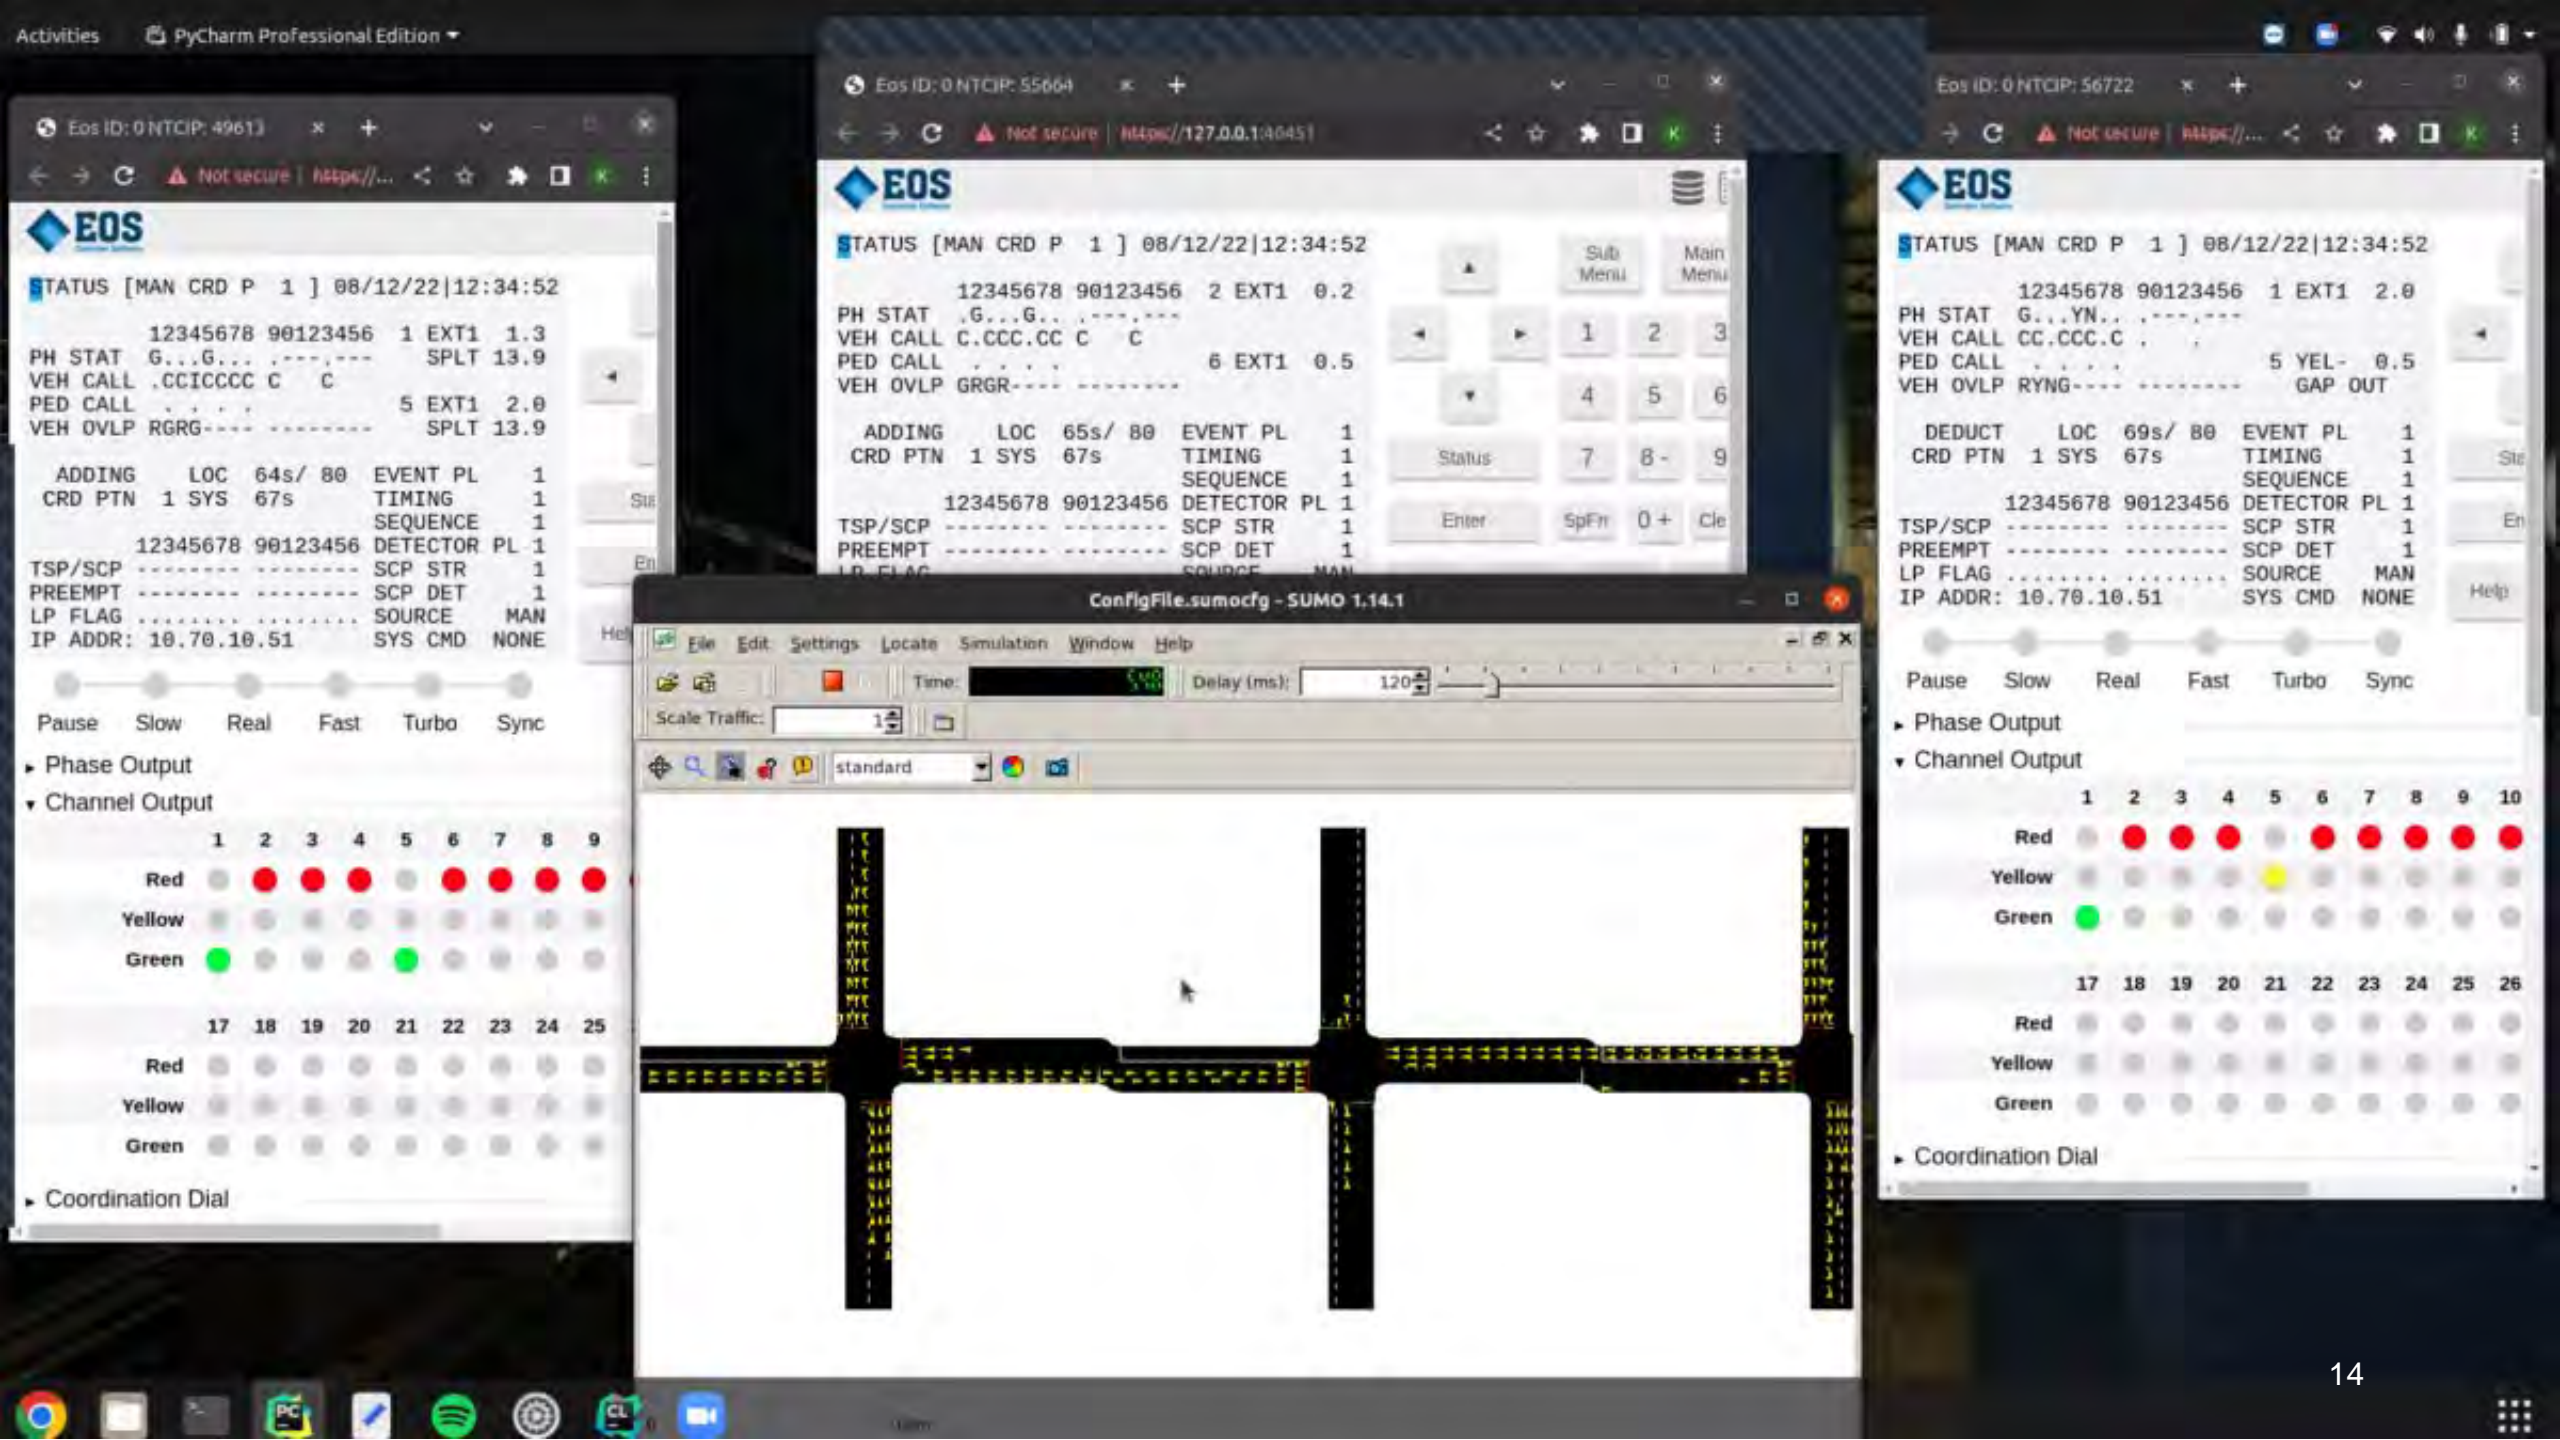 Activities PyCharm Professional Edition
Eos ID: 0 NTCIP: 49613
Not secure https://...
EOS
STATUS [MAN CRD P 1 ] 08/12/22|12:34:52
12345678 90123456 1 EXT1 1.3
PH STAT G...G... .---.--- SPLT 13.9
VEH CALL .CCICCCC C C
PED CALL . . . . 5 EXT1 2.0
VEH OVLP RGRG---- -------- SPLT 13.9
ADDING LOC 64s/ 80 EVENT PL 1
CRD PTN 1 SYS 67s TIMING 1
SEQUENCE 1
12345678 90123456 DETECTOR PL 1
TSP/SCP -------- -------- SCP STR 1
PREEMPT -------- -------- SCP DET 1
LP FLAG ........ ........ SOURCE MAN
IP ADDR: 10.70.10.51 SYS CMD NONE
Pause Slow Real Fast Turbo Sync
Phase Output
Channel Output
1 2 3 4 5 6 7 8 9
Red
Yellow
Green
17 18 19 20 21 22 23 24 25
Red
Yellow
Green
Coordination Dial
Eos ID: 0 NTCIP: 55664
Not secure https://127.0.0.1:40451
EOS
STATUS [MAN CRD P 1 ] 08/12/22|12:34:52
12345678 90123456 2 EXT1 0.2
PH STAT .G...G.. .---.---
VEH CALL C.CCC.CC C C
PED CALL . . . . 6 EXT1 0.5
VEH OVLP GRGR---- --------
ADDING LOC 65s/ 80 EVENT PL 1
CRD PTN 1 SYS 67s TIMING 1
SEQUENCE 1
12345678 90123456 DETECTOR PL 1
TSP/SCP -------- -------- SCP STR 1
PREEMPT -------- -------- SCP DET 1
LP FLAG SOURCE MAN
Sub Menu Main Menu
1 2 3
4 5 6
Status 7 8 - 9
Enter SpFn 0 + Cle
ConfigFile.sumocfg - SUMO 1.14.1
File Edit Settings Locate Simulation Window Help
Time: Delay (ms): 120
Scale Traffic: 1
standard
Eos ID: 0 NTCIP: 56722
Not secure https://...
EOS
STATUS [MAN CRD P 1 ] 08/12/22|12:34:52
12345678 90123456 1 EXT1 2.0
PH STAT G...YN.. .---.---
VEH CALL CC.CCC.C . .
PED CALL . . . . 5 YEL- 0.5
VEH OVLP RYNG---- -------- GAP OUT
DEDUCT LOC 69s/ 80 EVENT PL 1
CRD PTN 1 SYS 67s TIMING 1
SEQUENCE 1
12345678 90123456 DETECTOR PL 1
TSP/SCP -------- -------- SCP STR 1
PREEMPT -------- -------- SCP DET 1
LP FLAG ........ ........ SOURCE MAN
IP ADDR: 10.70.10.51 SYS CMD NONE
Help
Pause Slow Real Fast Turbo Sync
Phase Output
Channel Output
1 2 3 4 5 6 7 8 9 10
Red
Yellow
Green
17 18 19 20 21 22 23 24 25 26
Red
Yellow
Green
Coordination Dial
14